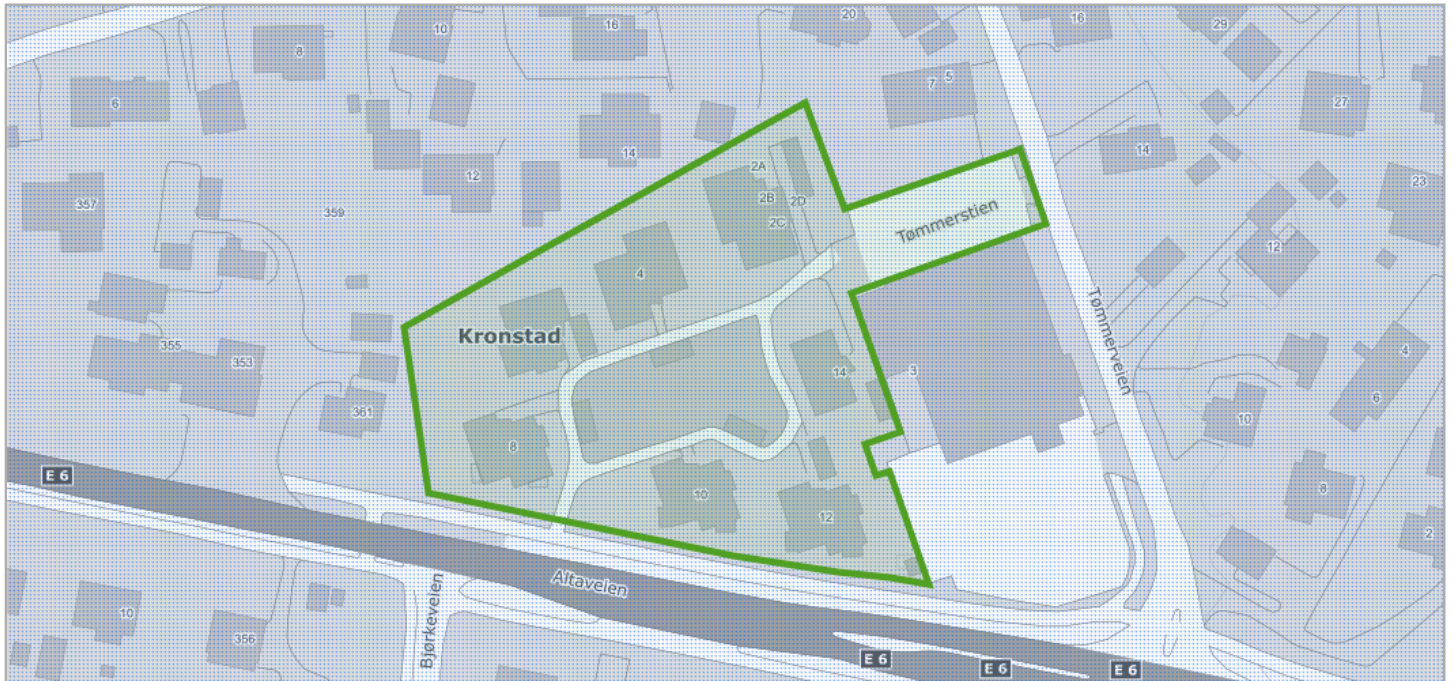 10
16
20
16
29
8
7
5
6
27
14
14
12
2A
23
2B
357
2D
359
2C
Tømmerstien
12
4
Kronstad
355
353
Tømmerveien
14
3
4
6
361
10
8
E 6
8
10
12
2
Altaveien
10
Bjørkeveien
356
E 6
E 6
E 6